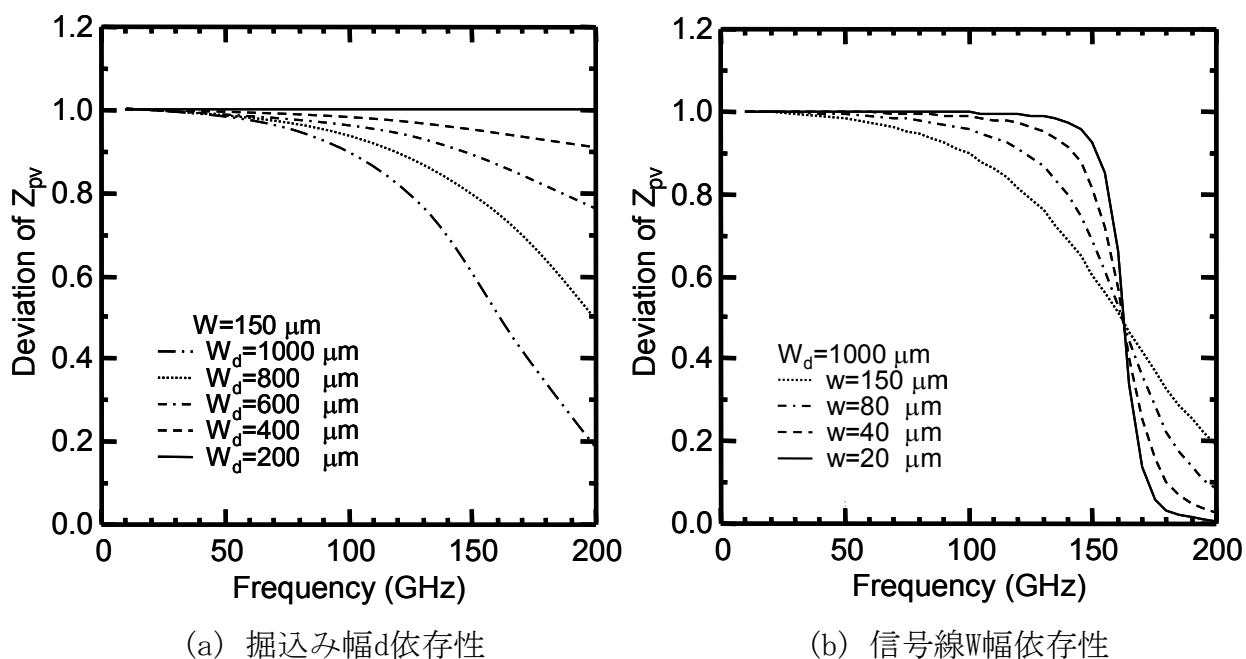 1.2
1.0
0.8
0.6
0.4
0.2
0.0
Deviation of Zpv
W=150 μm
Wd=1000 μm
Wd=800 μm
Wd=600 μm
Wd=400 μm
Wd=200 μm
0 50 100 150 200
Frequency (GHz)
(a) 掘込み幅d依存性
1.2
1.0
0.8
0.6
0.4
0.2
0.0
Deviation of Zpv
Wd=1000 μm
w=150 μm
w=80 μm
w=40 μm
w=20 μm
0 50 100 150 200
Frequency (GHz)
(b) 信号線W幅依存性